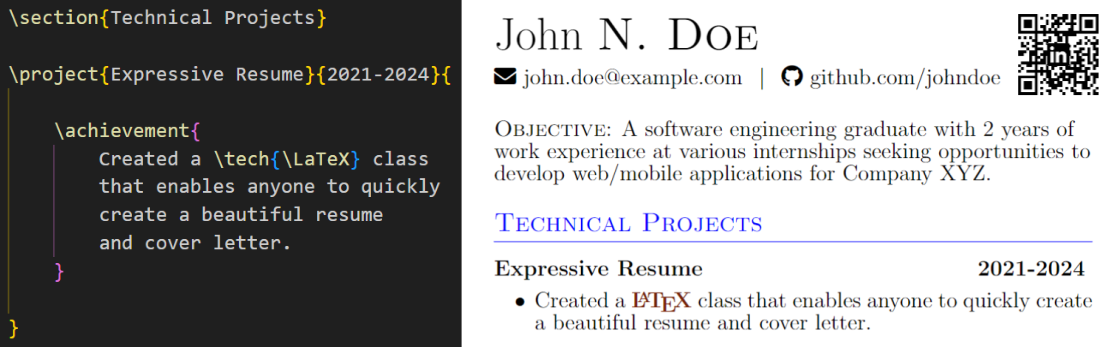 \section{Technical Projects}
\project{Expressive Resume}{2021-2024}{
\achievement{
Created a \tech{\LaTeX} class
that enables anyone to quickly
create a beautiful resume
and cover letter.
}
}
John N. Doe
john.doe@example.com | github.com/johndoe
Objective: A software engineering graduate with 2 years of
work experience at various internships seeking opportunities to
develop web/mobile applications for Company XYZ.
Technical Projects
Expressive Resume 2021-2024
• Created a LaTeX class that enables anyone to quickly create
a beautiful resume and cover letter.